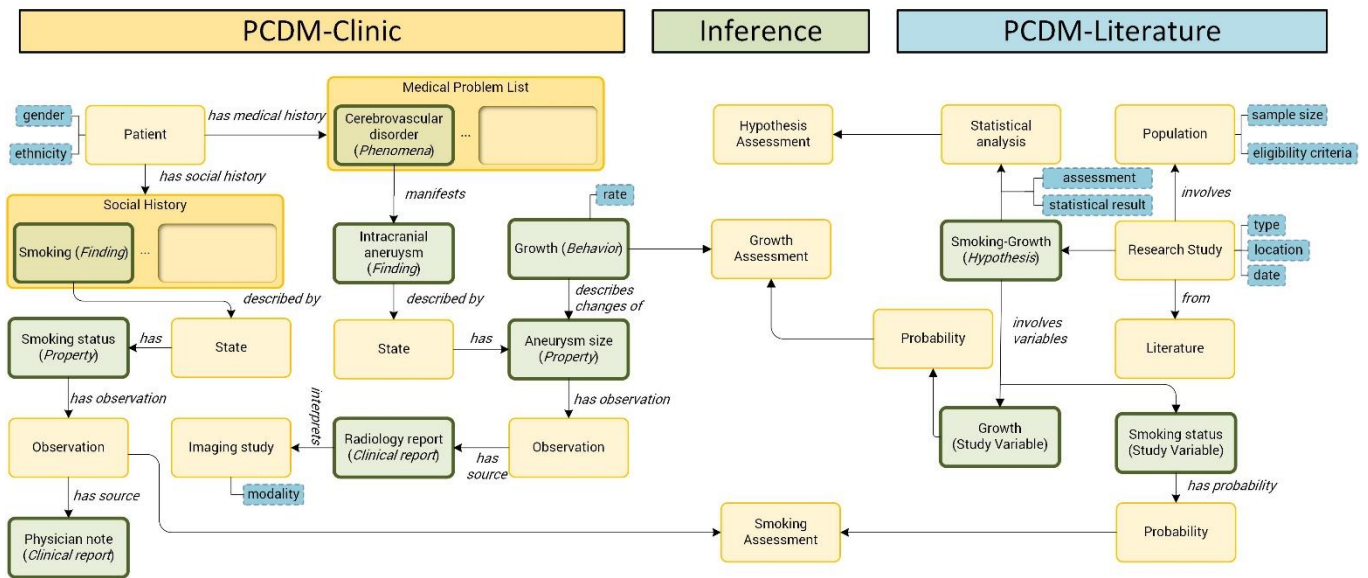 PCDM-Clinic
Inference
PCDM-Literature
Medical Problem List
gender
ethnicity
Patient
has medical history
Cerebrovascular
disorder
(Phenomena)
...
has social history
Social History
Smoking (Finding)
...
manifests
rate
Intracranial
aneruysm
(Finding)
Growth (Behavior)
described by
described by
describes
changes of
Smoking status
(Property)
has
State
State
has
Aneurysm size
(Property)
has observation
has observation
interprets
Observation
Imaging study
modality
Radiology report
(Clinical report)
has
source
Observation
has source
Physician note
(Clinical report)
Hypothesis
Assessment
Statistical
analysis
Population
sample size
eligibility criteria
assessment
statistical result
involves
Growth
Assessment
Smoking-Growth
(Hypothesis)
Research Study
type
location
date
from
involves
variables
Probability
Literature
Growth
(Study Variable)
Smoking status
(Study Variable)
has probability
Smoking
Assessment
Probability